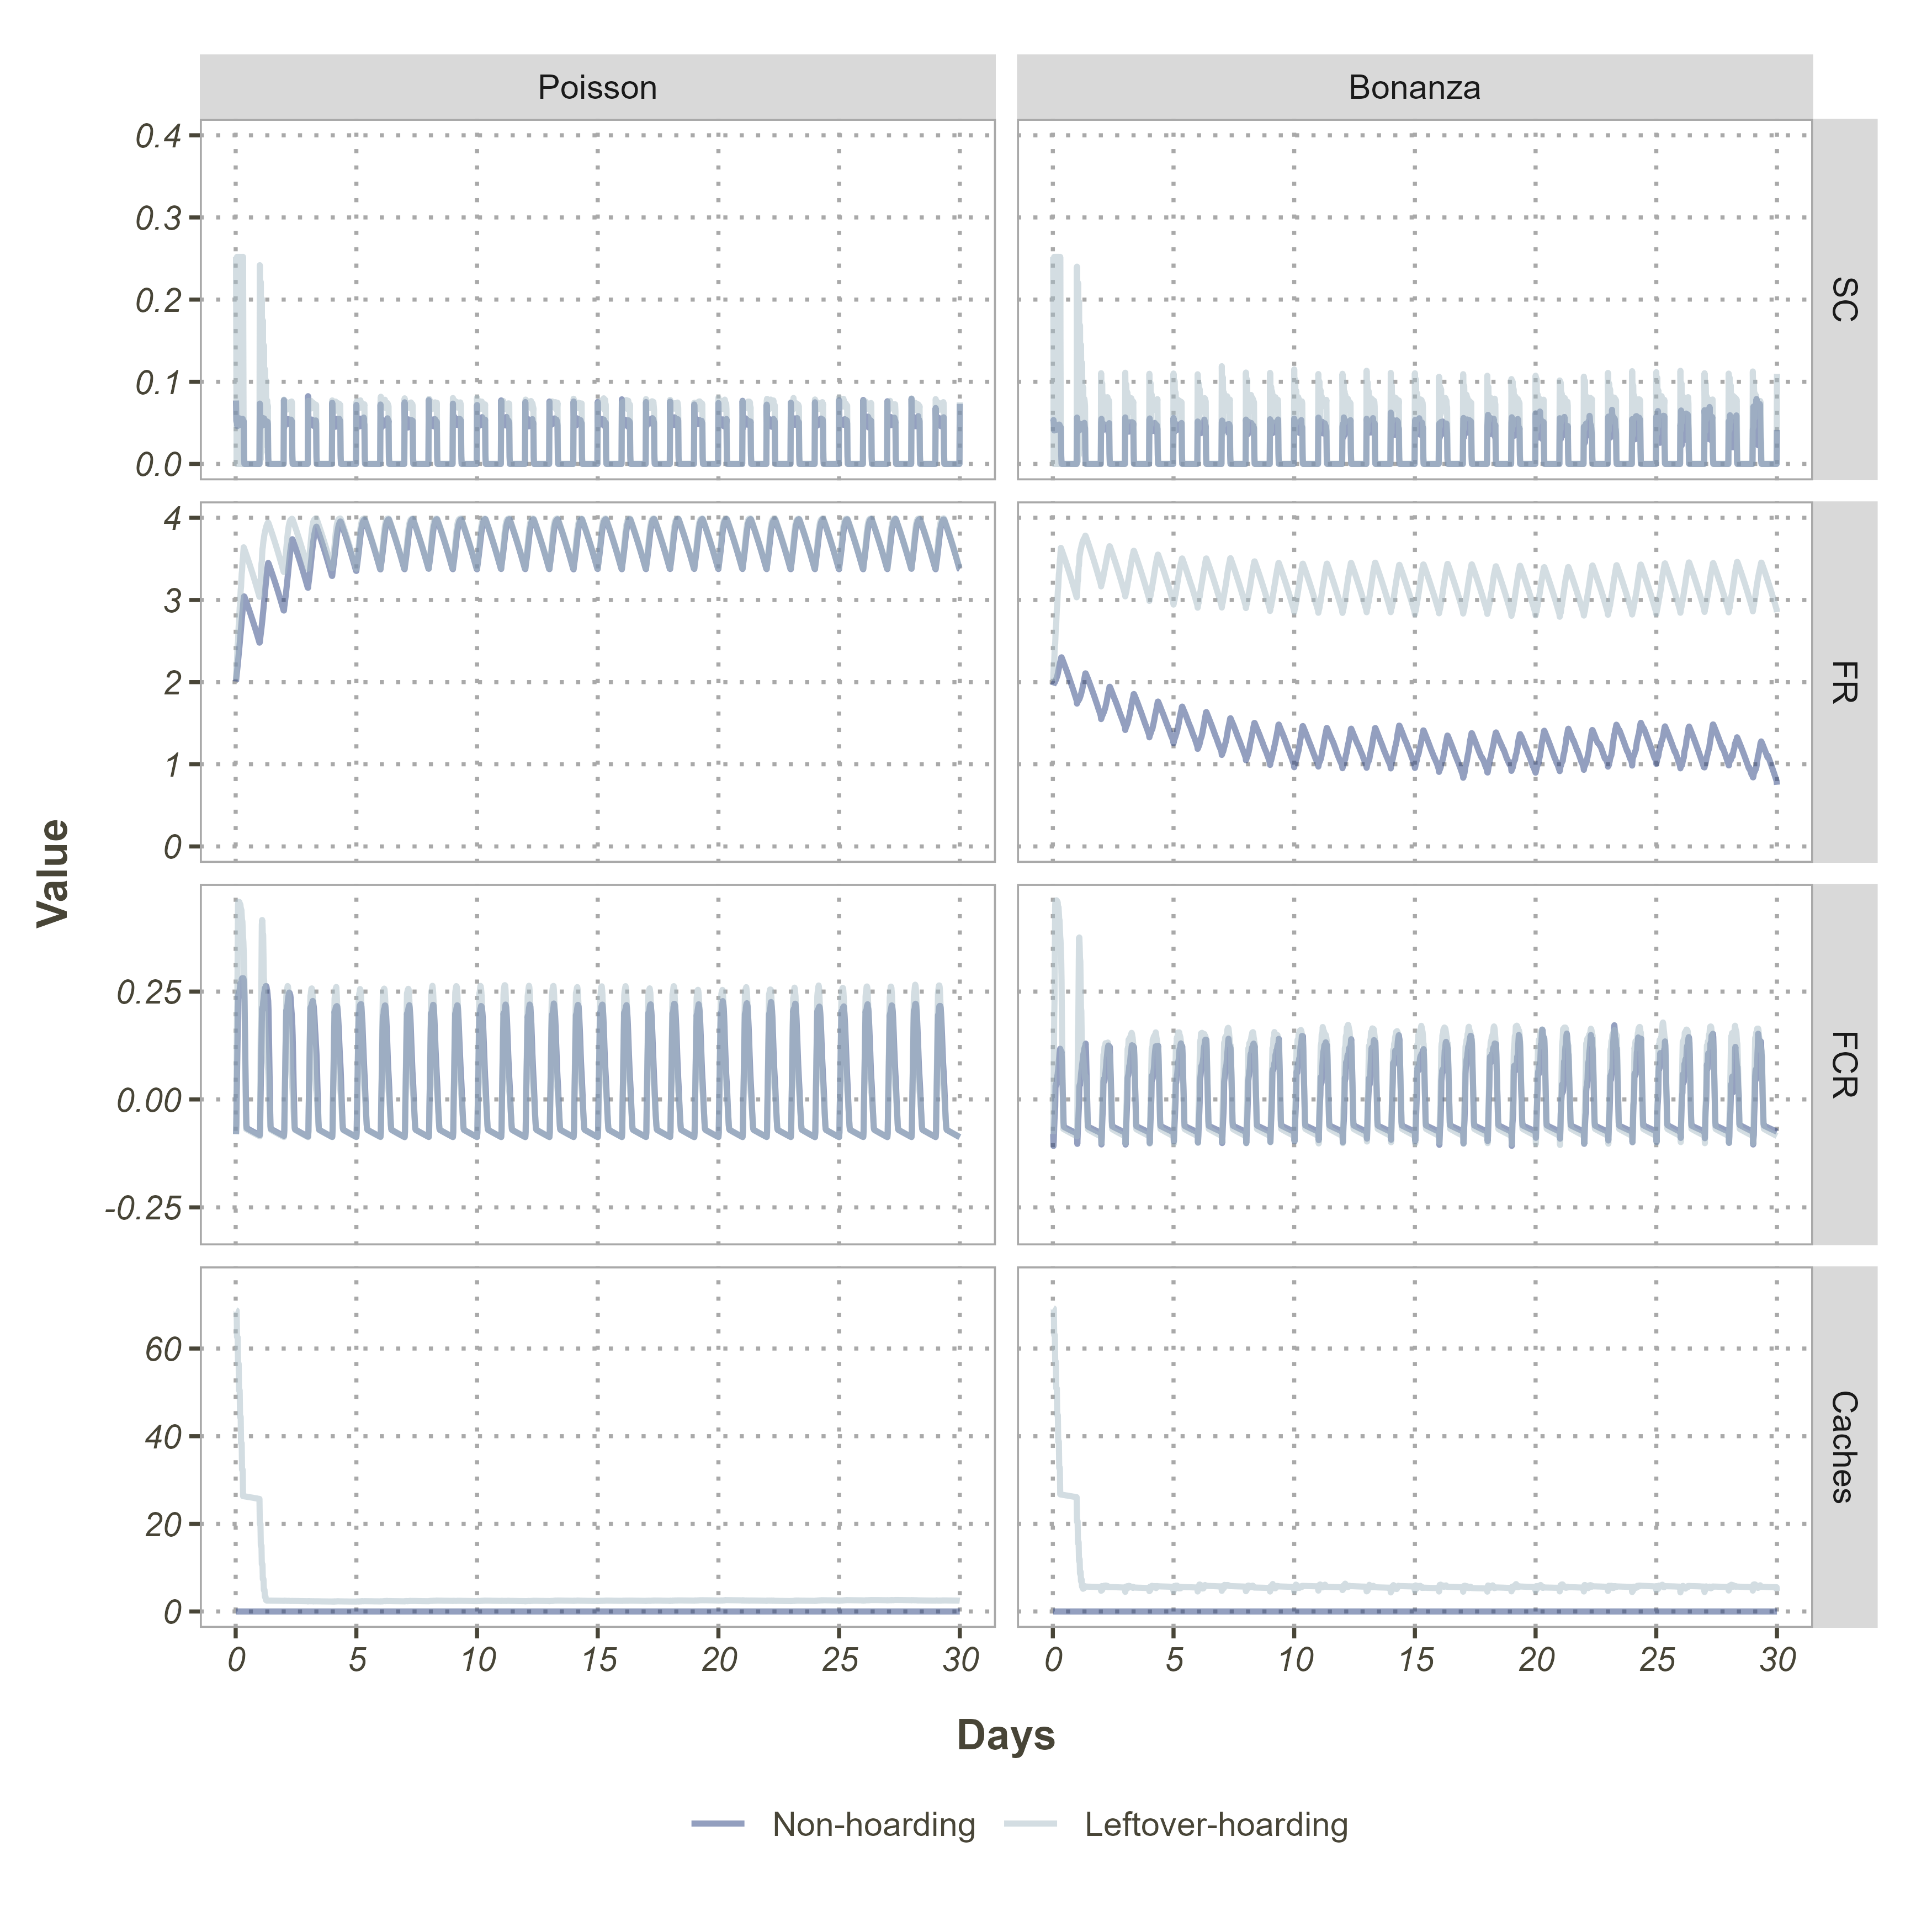 Poisson Bonanza
0.4
0.3
0.2
0.1
0.0
SC
4
3
2
1
0
FR
Value
0.25
0.00
-0.25
FCR
60
40
20
0
Caches
0 5 10 15 20 25 30 0 5 10 15 20 25 30
Days
Non-hoarding Leftover-hoarding